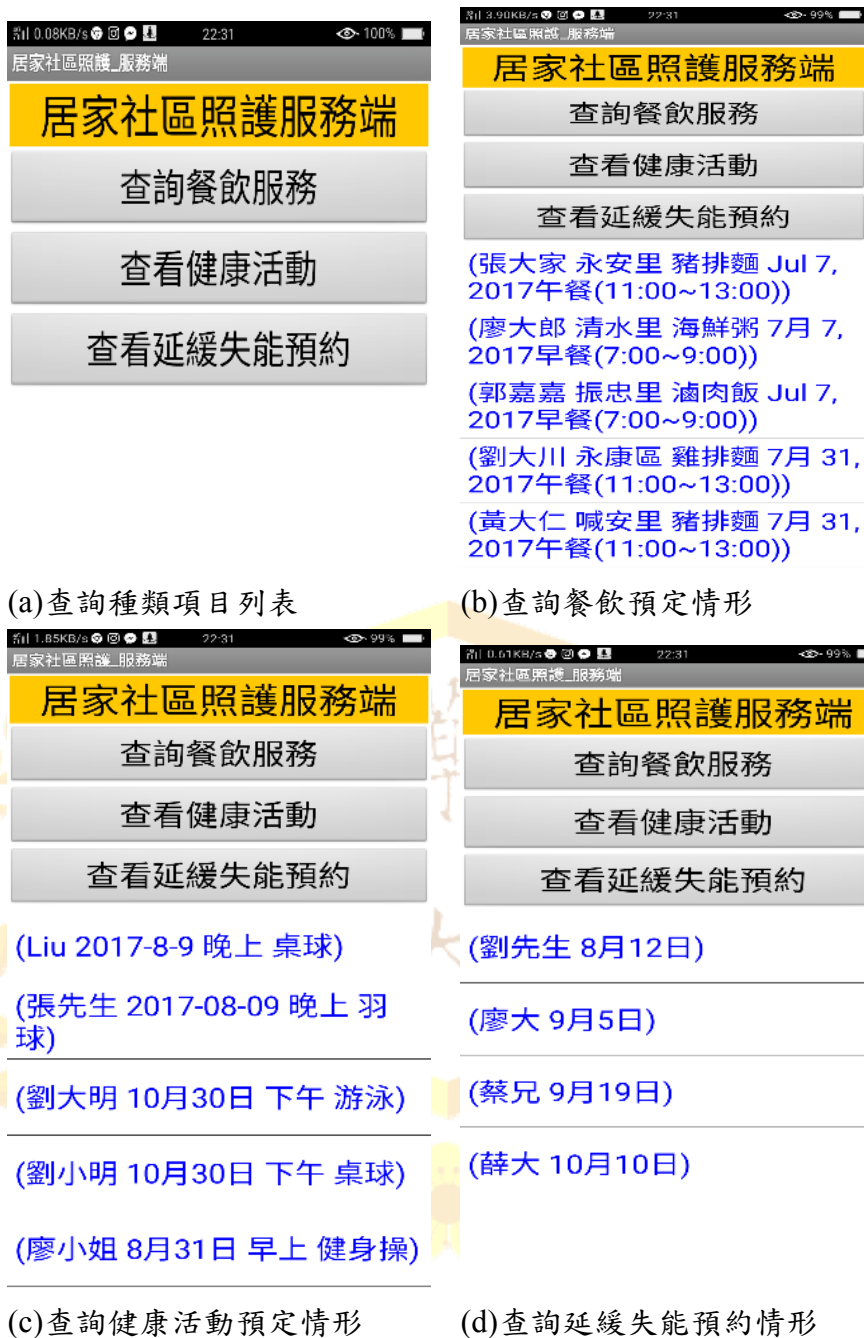 0.08KB/s 22:31 100%
居家社區照護_服務端
居家社區照護服務端
查詢餐飲服務
查看健康活動
查看延緩失能預約
(a)查詢種類項目列表
3.90KB/s 22:31 99%
居家社區照護_服務端
居家社區照護服務端
查詢餐飲服務
查看健康活動
查看延緩失能預約
(張大家 永安里 豬排麵 Jul 7,
2017午餐(11:00~13:00))
(廖大郎 清水里 海鮮粥 7月 7,
2017早餐(7:00~9:00))
(郭嘉嘉 振忠里 滷肉飯 Jul 7,
2017早餐(7:00~9:00))
(劉大川 永康區 雞排麵 7月 31,
2017午餐(11:00~13:00))
(黃大仁 喊安里 豬排麵 7月 31,
2017午餐(11:00~13:00))
(b)查詢餐飲預定情形
1.85KB/s 22:31 99%
居家社區照護_服務端
居家社區照護服務端
查詢餐飲服務
查看健康活動
查看延緩失能預約
(Liu 2017-8-9 晚上 桌球)
(張先生 2017-08-09 晚上 羽
球)
(劉大明 10月30日 下午 游泳)
(劉小明 10月30日 下午 桌球)
(廖小姐 8月31日 早上 健身操)
(c)查詢健康活動預定情形
0.61KB/s 22:31 99%
居家社區照護_服務端
居家社區照護服務端
查詢餐飲服務
查看健康活動
查看延緩失能預約
(劉先生 8月12日)
(廖大 9月5日)
(蔡兄 9月19日)
(薛大 10月10日)
(d)查詢延緩失能預約情形